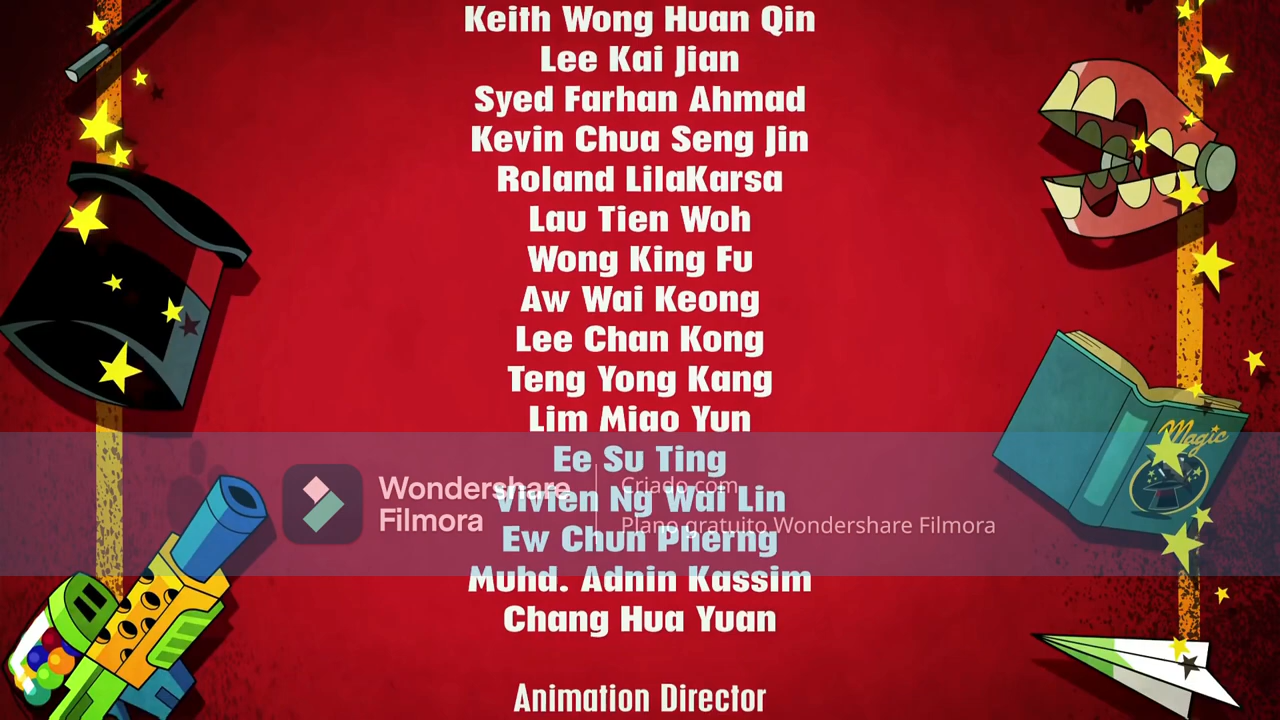 Keith Wong Huan Qin
Lee Kai Jian
Syed Farhan Ahmad
Kevin Chua Seng Jin
Roland LilaKarsa
Lau Tien Woh
Wong King Fu
Aw Wai Keong
Lee Chan Kong
Teng Yong Kang
Lim Miao Yun
Ee Su Ting
Vivien Ng Wai Lin
Ew Chun Pherng
Muhd. Adnin Kassim
Chang Hua Yuan
Animation Director
Magic
Wondershare
Filmora
Criado com
Plano gratuito Wondershare Filmora